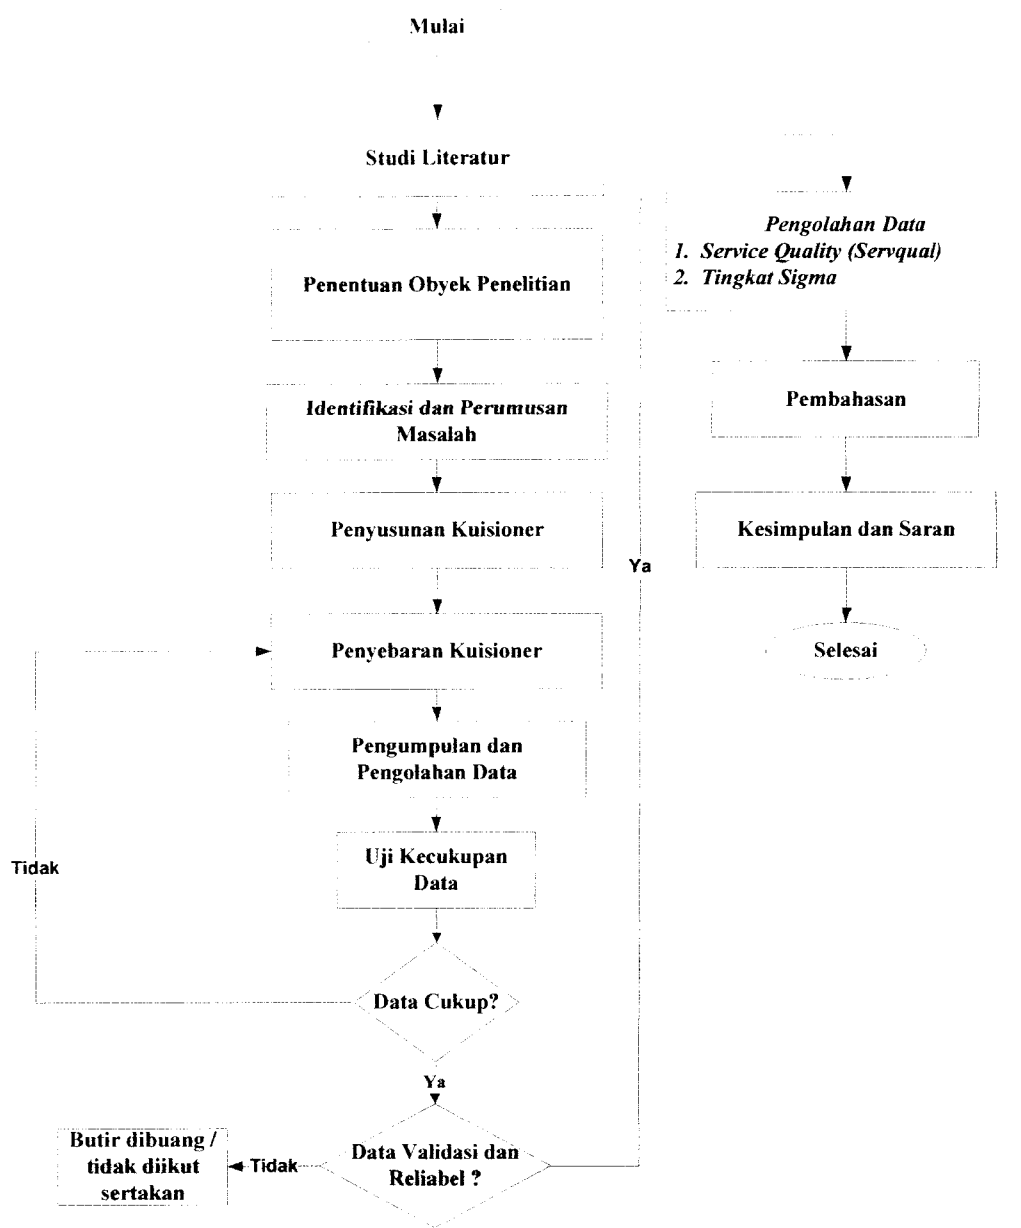 Mulai
Studi Literatur
Penentuan Obyek Penelitian
Identifikasi dan Perumusan
Masalah
Penyusunan Kuisioner
Penyebaran Kuisioner
Pengumpulan dan
Pengolahan Data
Uji Kecukupan
Data
Tidak
Data Cukup?
Ya
Data Validasi dan
Reliabel ?
Tidak
Butir dibuang /
tidak diikut
sertakan
Ya
Pengolahan Data
1. Service Quality (Servqual)
2. Tingkat Sigma
Pembahasan
Kesimpulan dan Saran
Selesai